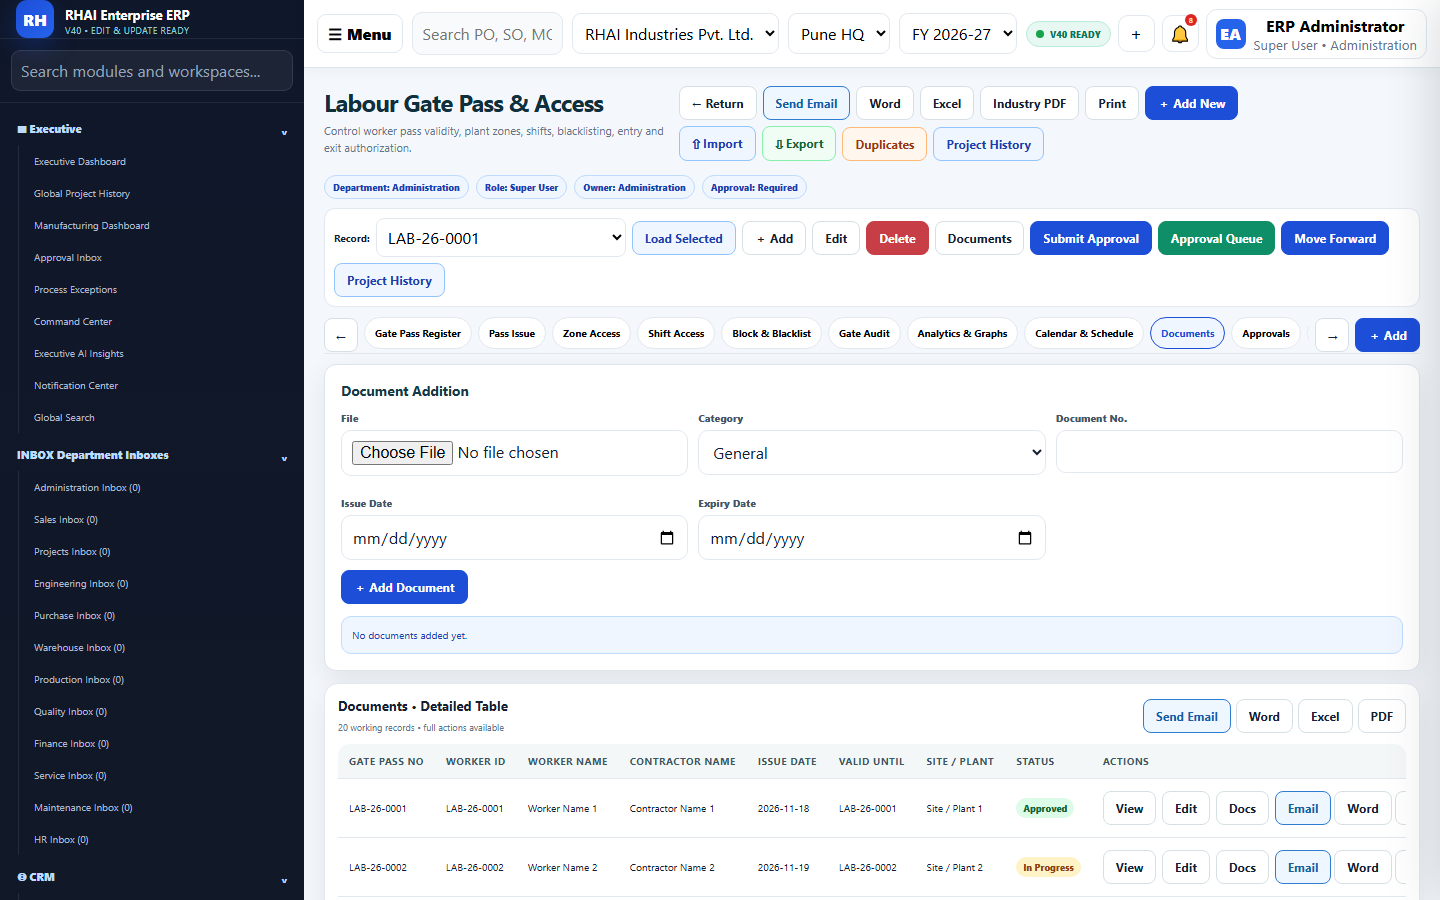 RH
RHAI Enterprise ERP
V40 • EDIT & UPDATE READY
Search modules and workspaces...
Executive
Executive Dashboard
Global Project History
Manufacturing Dashboard
Approval Inbox
Process Exceptions
Command Center
Executive AI Insights
Notification Center
Global Search
INBOX Department Inboxes
Administration Inbox (0)
Sales Inbox (0)
Projects Inbox (0)
Engineering Inbox (0)
Purchase Inbox (0)
Warehouse Inbox (0)
Production Inbox (0)
Quality Inbox (0)
Finance Inbox (0)
Service Inbox (0)
Maintenance Inbox (0)
HR Inbox (0)
CRM
☰ Menu
Search PO, SO, MO
RHAI Industries Pvt. Ltd.
Pune HQ
FY 2026-27
V40 READY
+
8
EA
ERP Administrator
Super User • Administration
Labour Gate Pass & Access
Control worker pass validity, plant zones, shifts, blacklisting, entry and
exit authorization.
← Return
Send Email
Word
Excel
Industry PDF
Print
+ Add New
⇧ Import
⇩ Export
Duplicates
Project History
Department: Administration
Role: Super User
Owner: Administration
Approval: Required
Record:
LAB-26-0001
Load Selected
+ Add
Edit
Delete
Documents
Submit Approval
Approval Queue
Move Forward
Project History
←
Gate Pass Register
Pass Issue
Zone Access
Shift Access
Block & Blacklist
Gate Audit
Analytics & Graphs
Calendar & Schedule
Documents
Approvals
→
+ Add
Document Addition
File
Category
Document No.
Choose File No file chosen
General
Issue Date
Expiry Date
mm/dd/yyyy
mm/dd/yyyy
+ Add Document
No documents added yet.
Documents • Detailed Table
20 working records • full actions available
Send Email
Word
Excel
PDF
GATE PASS NO WORKER ID WORKER NAME CONTRACTOR NAME ISSUE DATE VALID UNTIL SITE / PLANT STATUS ACTIONS
LAB-26-0001 LAB-26-0001 Worker Name 1 Contractor Name 1 2026-11-18 LAB-26-0001 Site / Plant 1 Approved View Edit Docs Email Word
LAB-26-0002 LAB-26-0002 Worker Name 2 Contractor Name 2 2026-11-19 LAB-26-0002 Site / Plant 2 In Progress View Edit Docs Email Word